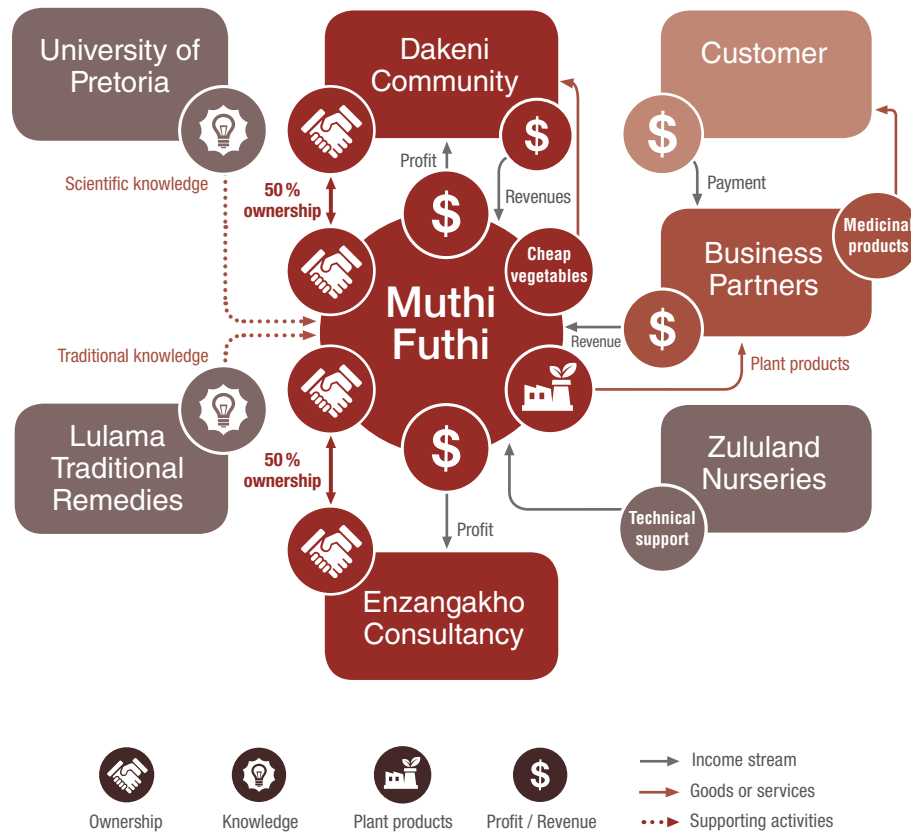 University of
Pretoria
Dakeni
Community
Customer
$
$
Scientific knowledge
50 %
ownership
Profit
$
Revenues
Payment
Cheap
vegetables
Medicinal
products
Business
Partners
Muthi
Futhi
$
Revenue
Traditional knowledge
Plant products
Lulama
Traditional
Remedies
50 %
ownership
$
Zululand
Nurseries
Technical
support
Profit
Enzangakho
Consultancy
$
Ownership
Knowledge
Plant products
Profit / Revenue
Income stream
Goods or services
Supporting activities